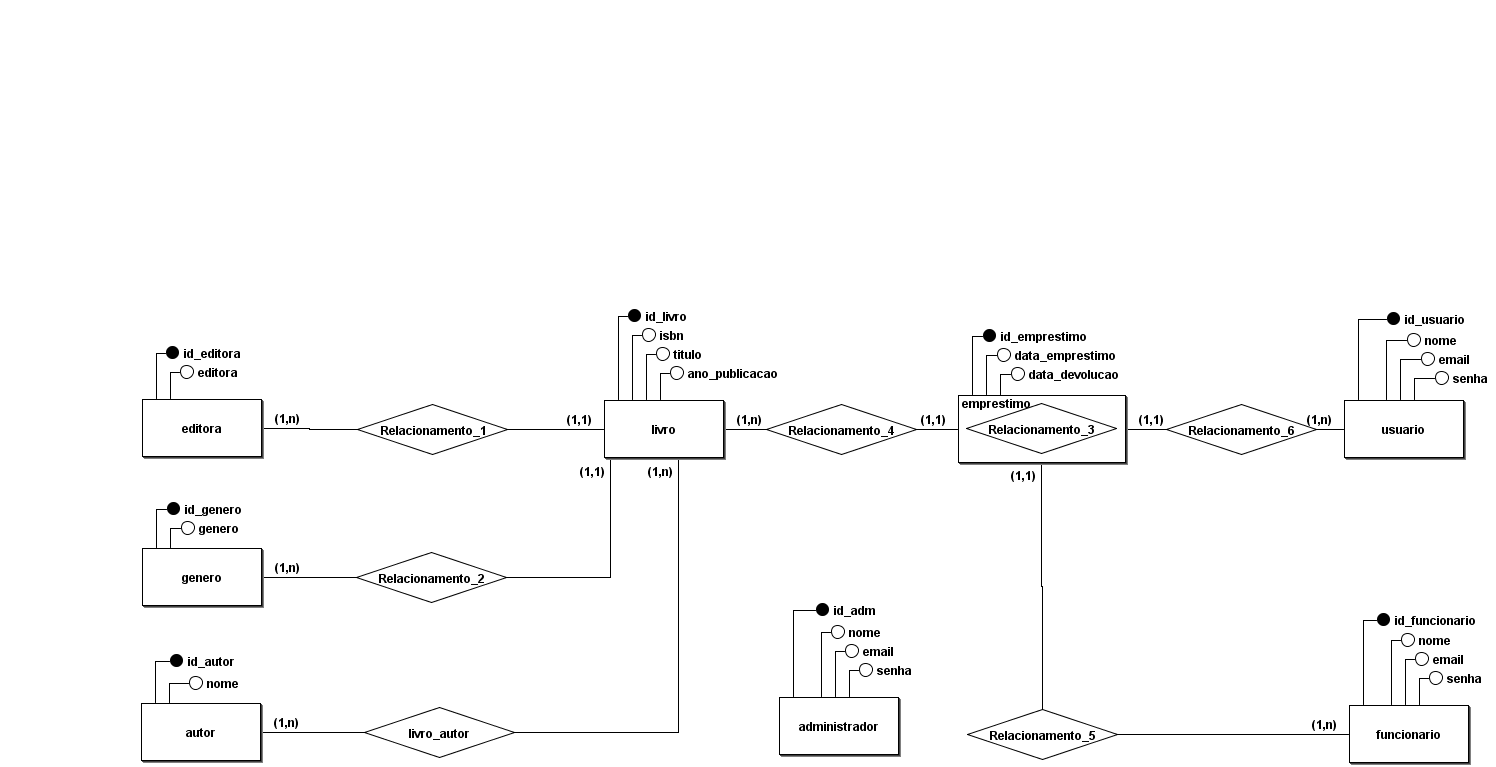 id_livro
isbn
titulo
ano_publicacao
id_emprestimo
data_emprestimo
data_devolucao
id_usuario
nome
email
senha
id_editora
editora
editora
(1,n)
Relacionamento_1
(1,1)
livro
(1,n)
Relacionamento_4
(1,1)
emprestimo
Relacionamento_3
(1,1)
Relacionamento_6
(1,n)
usuario
(1,1)
(1,n)
(1,1)
id_genero
genero
genero
(1,n)
Relacionamento_2
id_autor
nome
autor
(1,n)
livro_autor
id_adm
nome
email
senha
administrador
Relacionamento_5
(1,n)
id_funcionario
nome
email
senha
funcionario